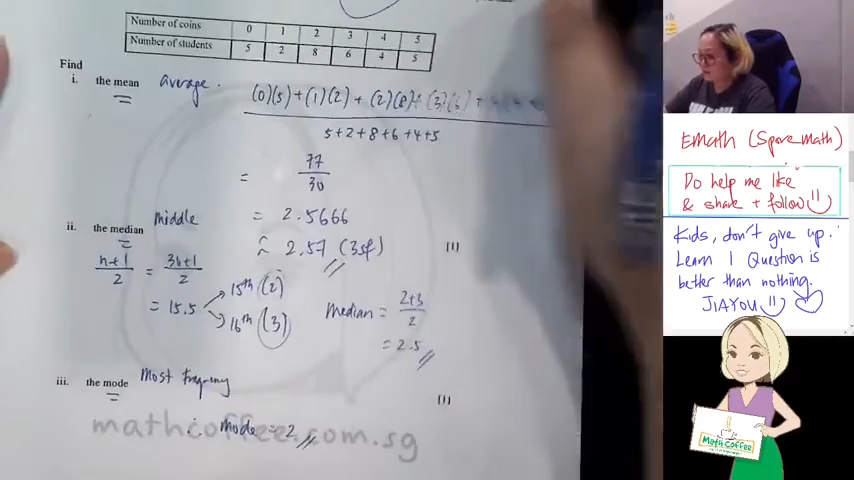 Number of coins 0 1 2 3 4 5
Number of students 5 2 8 6 4 5
Find
i. the mean average.
(0)(5)+(1)(2) + (2)(8)+(3)(6) +
5+2+8+6+4+5
= 77/30
= 2.5666
≈ 2.57 (3sf)
[1]
ii. the median middle
n+1/2 = 30+1/2
= 15.5
15th (2)
16th (3)
median = 2+3/2
= 2.5
iii. the mode Most frequency
[1]
∴ mode = 2
mathcoffee.com.sg
Emath (Spore math)
Do help me like
& share + follow
Kids, don't give up.
Learn 1 Question is
better than nothing.
JIAYOU
Math Coffee